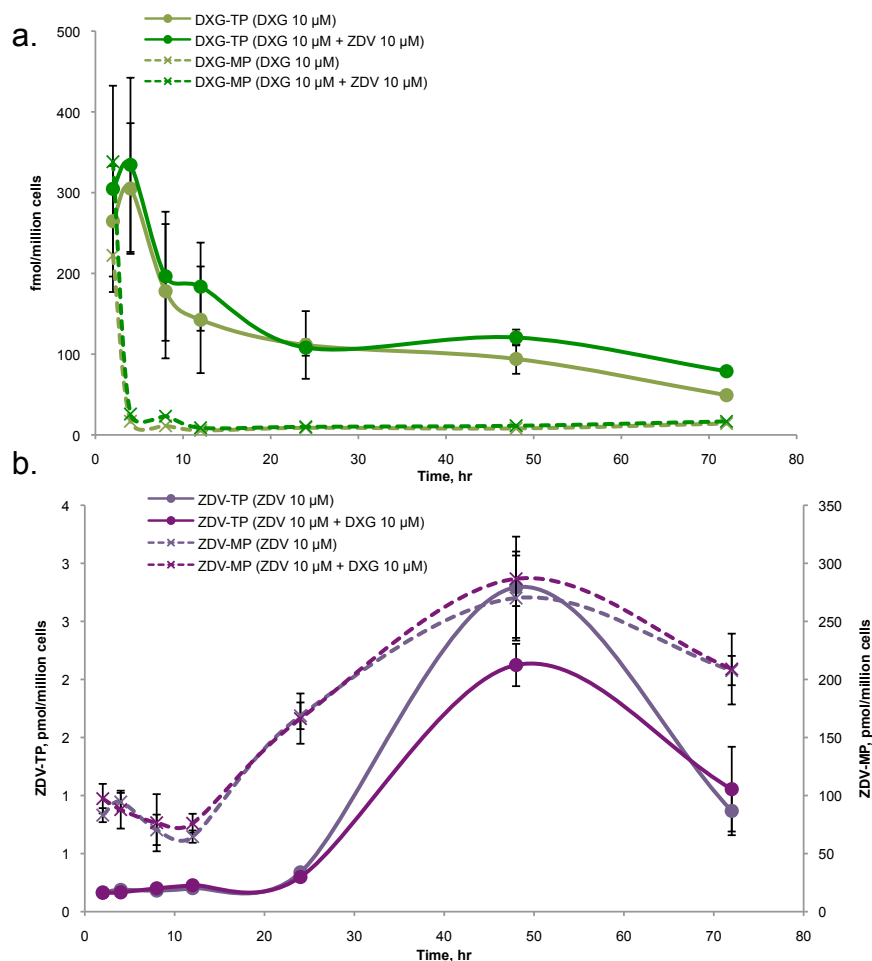 a.
DXG-TP (DXG 10 µM)
DXG-TP (DXG 10 µM + ZDV 10 µM)
DXG-MP (DXG 10 µM)
DXG-MP (DXG 10 µM + ZDV 10 µM)
500
400
300
200
100
0
fmol/million cells
0 10 20 30 40 50 60 70 80
Time, hr
b.
ZDV-TP (ZDV 10 µM)
ZDV-TP (ZDV 10 µM + DXG 10 µM)
ZDV-MP (ZDV 10 µM)
ZDV-MP (ZDV 10 µM + DXG 10 µM)
4
3
3
2
2
1
1
0
ZDV-TP, pmol/million cells
350
300
250
200
150
100
50
0
ZDV-MP, pmol/million cells
0 10 20 30 40 50 60 70 80
Time, hr